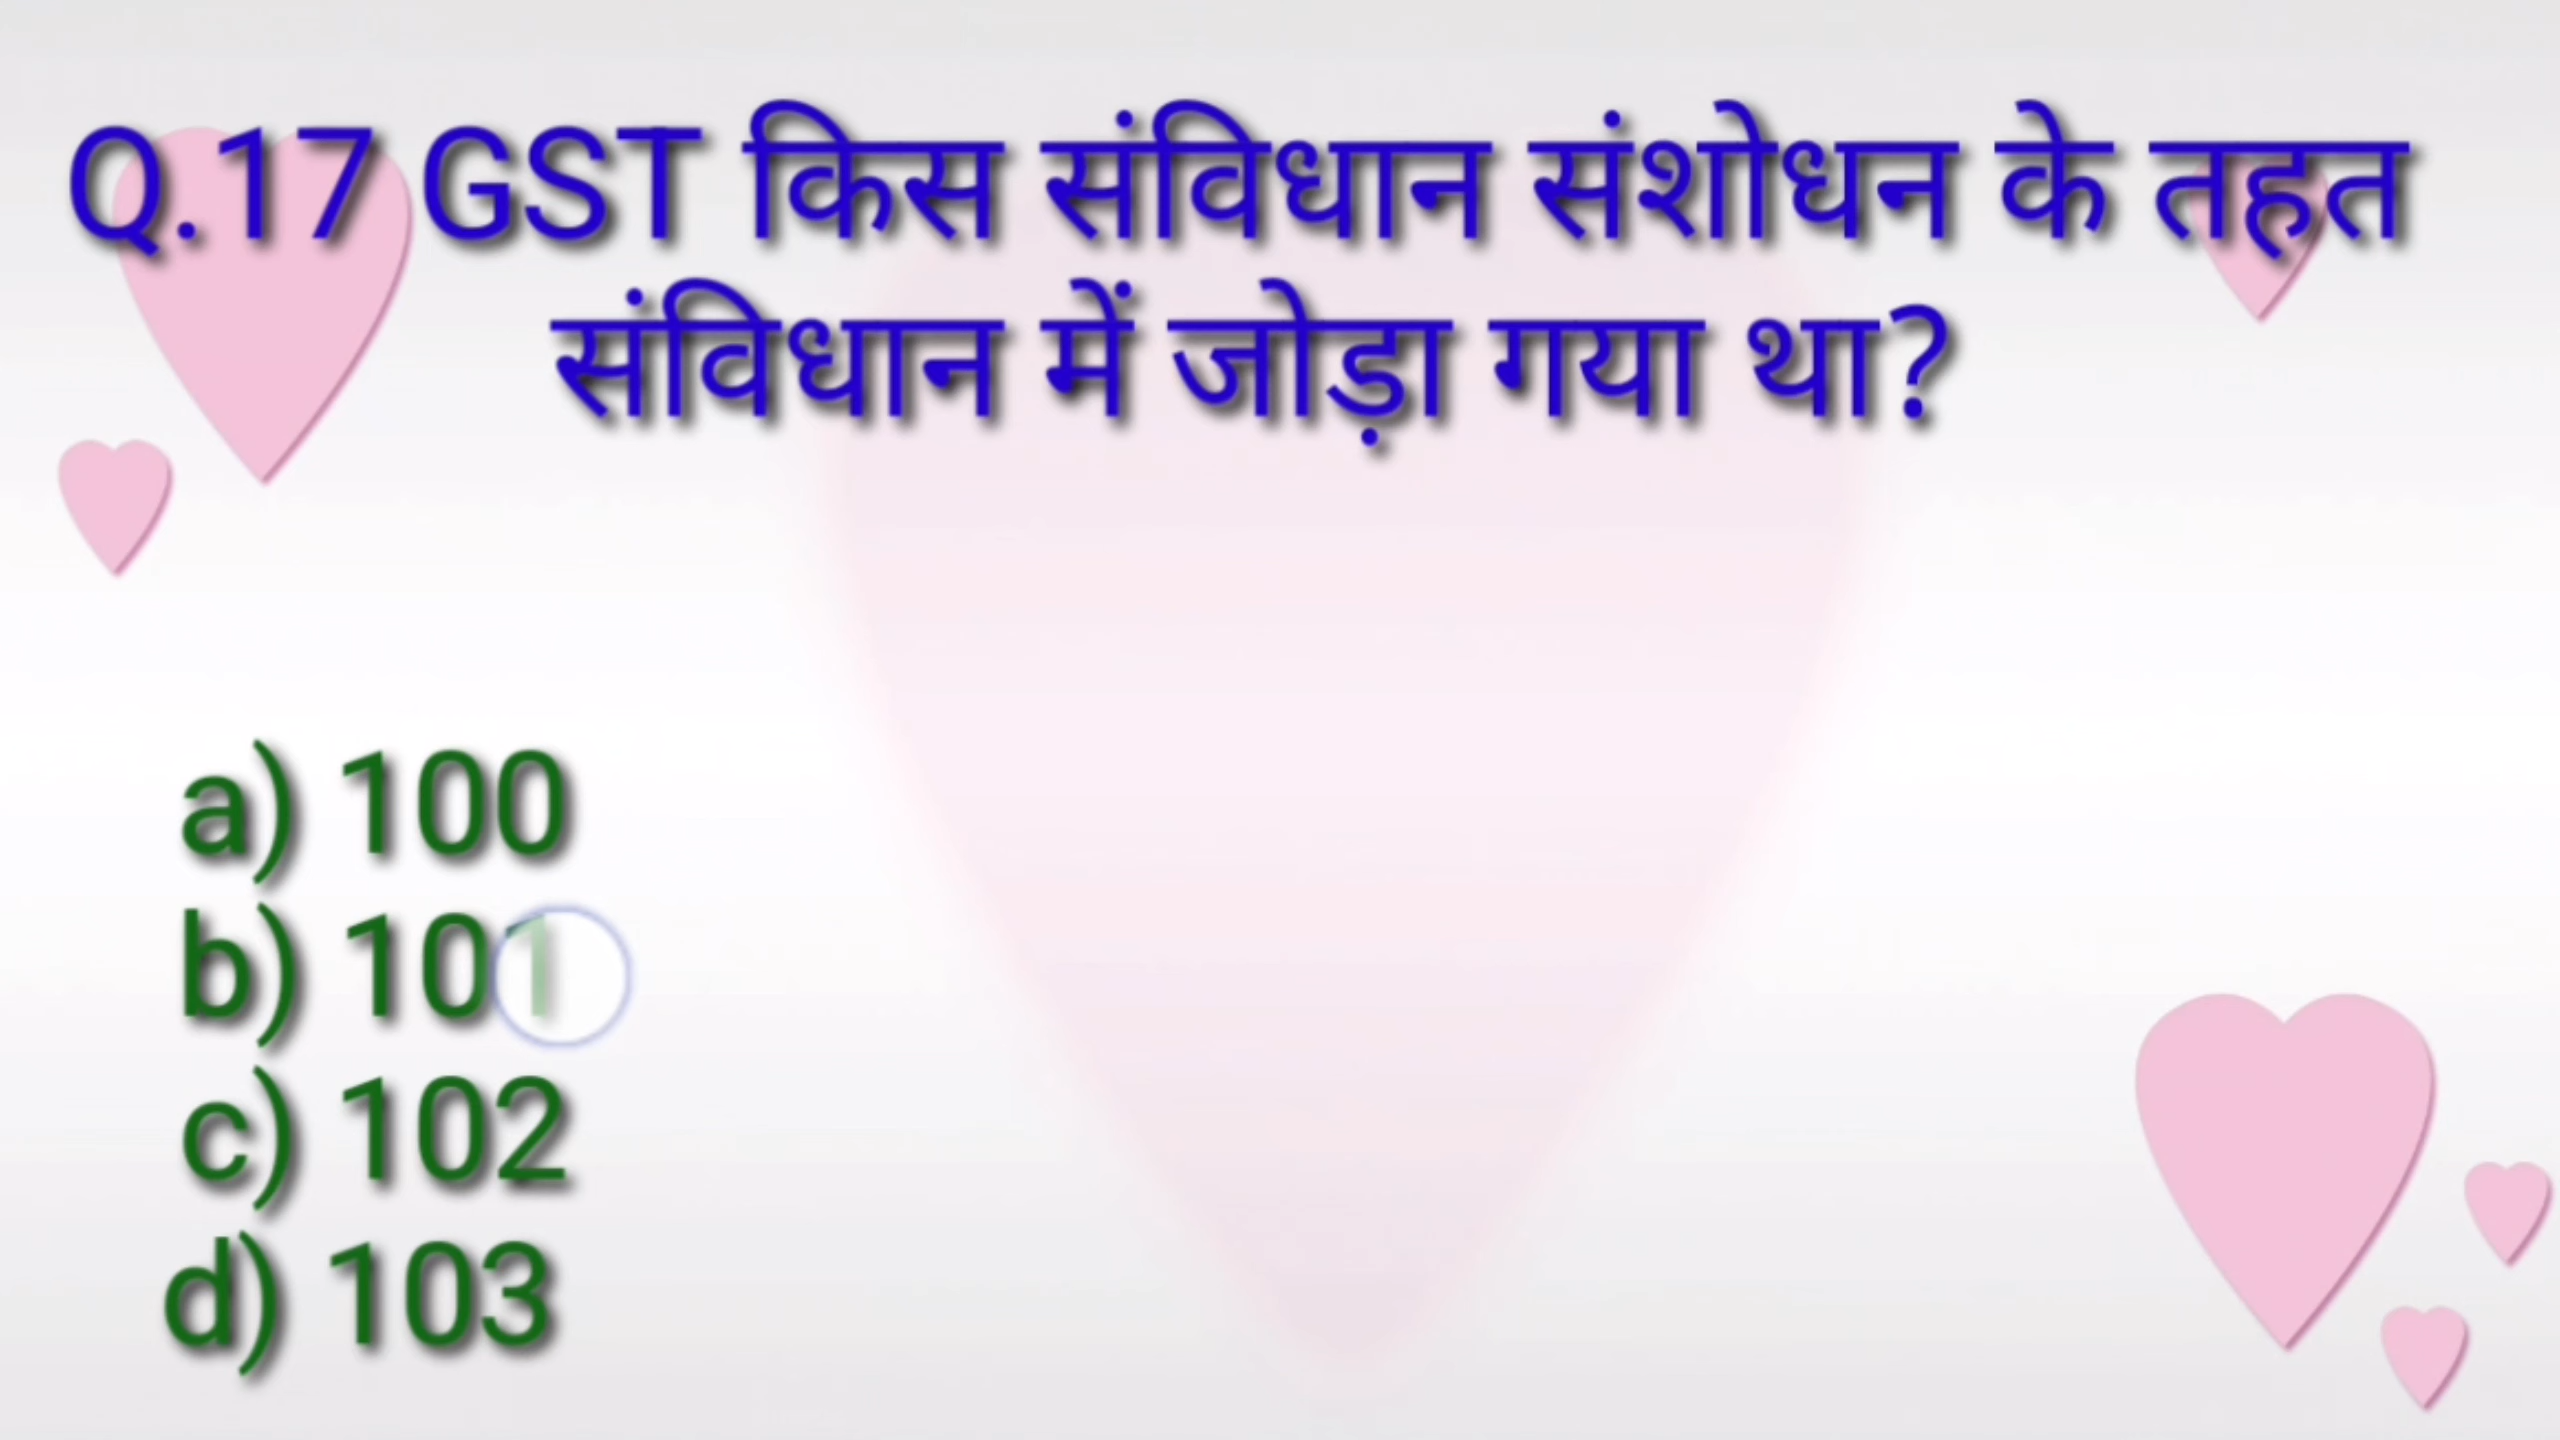 Q.17 GST किस संविधान संशोधन के तहत
संविधान में जोड़ा गया था?
a) 100
b) 101
c) 102
d) 103